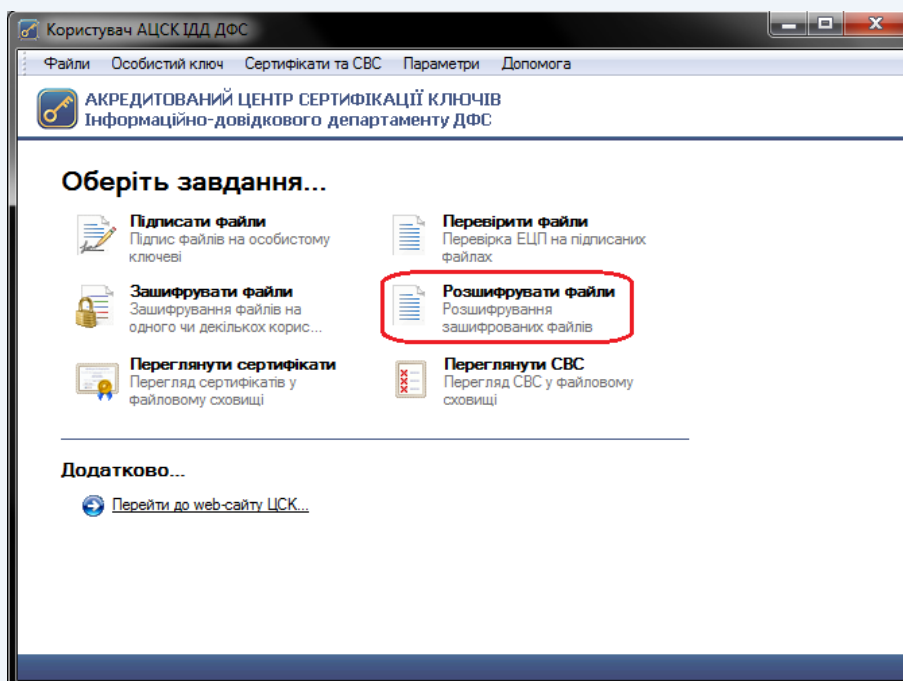 Користувач АЦСК ІДД ДФС
Файли Особистий ключ Сертифікати та СВС Параметри Допомога
АКРЕДИТОВАНИЙ ЦЕНТР СЕРТИФІКАЦІЇ КЛЮЧІВ
Інформаційно-довідкового департаменту ДФС
Оберіть завдання...
Підписати файли
Підпис файлів на особистому
ключеві
Перевірити файли
Перевірка ЕЦП на підписаних
файлах
Зашифрувати файли
Зашифрування файлів на
одного чи декількох корис...
Розшифрувати файли
Розшифрування
зашифрованих файлів
Переглянути сертифікати
Перегляд сертифікатів у
файловому сховищі
Переглянути СВС
Перегляд СВС у файловому
сховищі
Додатково...
Перейти до web-сайту ЦСК...